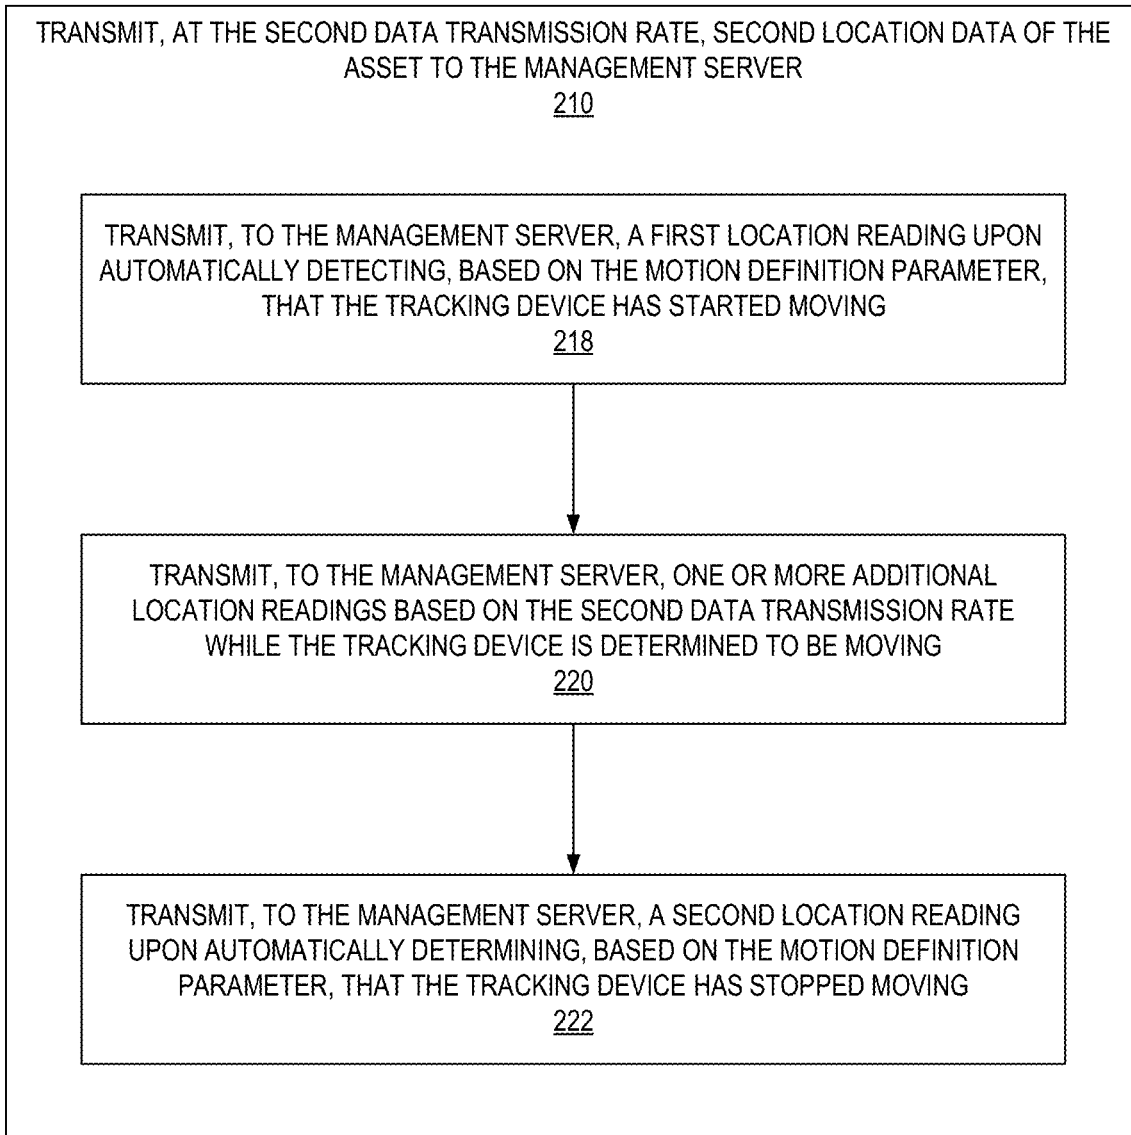 TRANSMIT, AT THE SECOND DATA TRANSMISSION RATE, SECOND LOCATION DATA OF THE
ASSET TO THE MANAGEMENT SERVER
210
TRANSMIT, TO THE MANAGEMENT SERVER, A FIRST LOCATION READING UPON
AUTOMATICALLY DETECTING, BASED ON THE MOTION DEFINITION PARAMETER,
THAT THE TRACKING DEVICE HAS STARTED MOVING
218
TRANSMIT, TO THE MANAGEMENT SERVER, ONE OR MORE ADDITIONAL
LOCATION READINGS BASED ON THE SECOND DATA TRANSMISSION RATE
WHILE THE TRACKING DEVICE IS DETERMINED TO BE MOVING
220
TRANSMIT, TO THE MANAGEMENT SERVER, A SECOND LOCATION READING
UPON AUTOMATICALLY DETERMINING, BASED ON THE MOTION DEFINITION
PARAMETER, THAT THE TRACKING DEVICE HAS STOPPED MOVING
222